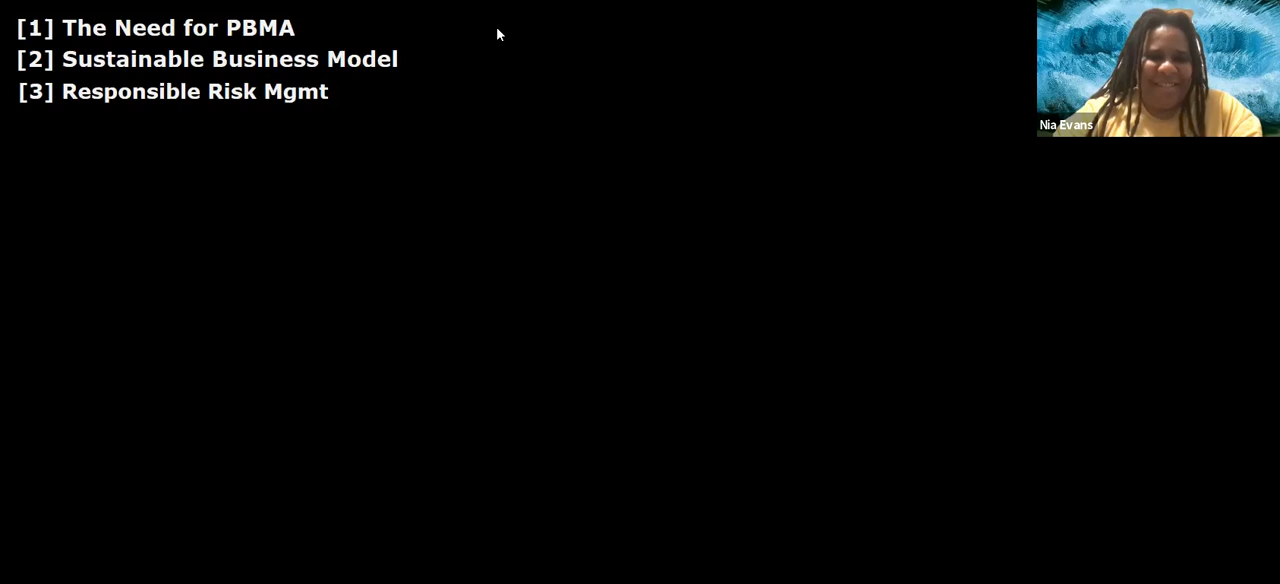 [1] The Need for PBMA
[2] Sustainable Business Model
[3] Responsible Risk Mgmt
Nia Evans